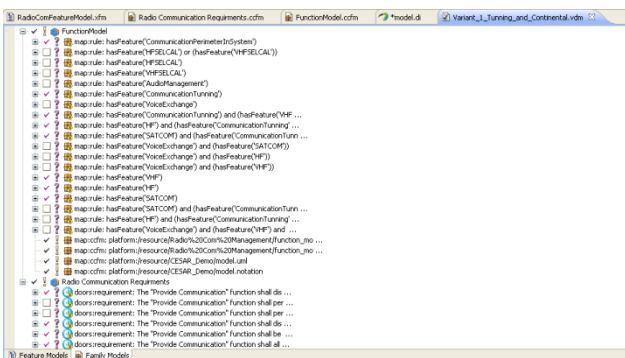 RadioComFeatureModel.xfm Radio Communication Requirments.ccfm FunctionModel.ccfm *model.di Variant_1_Tunning_and_Continental.vdm
FunctionModel
map:rule: hasFeature('CommunicationPerimeterInSystem')
map:rule: hasFeature('HFSELCAL') or (hasFeature('VHFSELCAL'))
map:rule: hasFeature('HFSELCAL')
map:rule: hasFeature('VHFSELCAL')
map:rule: hasFeature('AudioManagement')
map:rule: hasFeature('CommunicationTunning')
map:rule: hasFeature('VoiceExchange')
map:rule: hasFeature('CommunicationTunning') and (hasFeature('VHF ...
map:rule: hasFeature('HF') and (hasFeature('CommunicationTunning' ...
map:rule: hasFeature('SATCOM') and (hasFeature('CommunicationTunn ...
map:rule: hasFeature('VoiceExchange') and (hasFeature('SATCOM'))
map:rule: hasFeature('VoiceExchange') and (hasFeature('HF'))
map:rule: hasFeature('VoiceExchange') and (hasFeature('VHF'))
map:rule: hasFeature('VHF')
map:rule: hasFeature('HF')
map:rule: hasFeature('SATCOM')
map:rule: hasFeature('SATCOM') and (hasFeature('CommunicationTunn ...
map:rule: hasFeature('HF') and (hasFeature('CommunicationTunning' ...
map:rule: hasFeature('VoiceExchange') and (hasFeature('VHF') and ...
map:ccfm: platform:/resource/Radio%20Com%20Management/function_mo ...
map:ccfm: platform:/resource/Radio%20Com%20Management/function_mo ...
map:ccfm: platform:/resource/CESAR_Demo/model.uml
map:ccfm: platform:/resource/CESAR_Demo/model.notation
Radio Communication Requirments
doors:requirement: The "Provide Communication" function shall dis ...
doors:requirement: The "Provide Communication" function shall per ...
doors:requirement: The "Provide Communication" function shall per ...
doors:requirement: The "Provide Communication" function shall dis ...
doors:requirement: The "Provide Communication" function shall be ...
doors:requirement: The "Provide Communication" function shall all ...
Feature Models Family Models